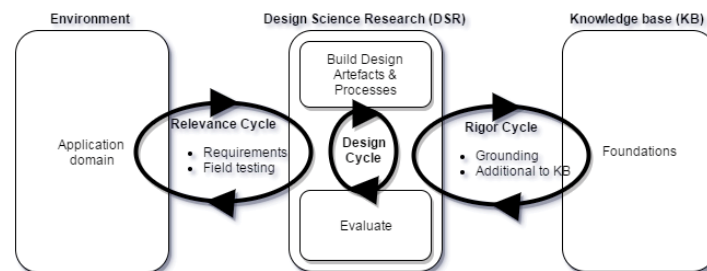 Environment
Design Science Research (DSR)
Knowledge base (KB)
Build Design
Artefacts &
Processes
Relevance Cycle
Requirements
Field testing
Application
domain
Design
Cycle
Rigor Cycle
Grounding
Additional to KB
Foundations
Evaluate